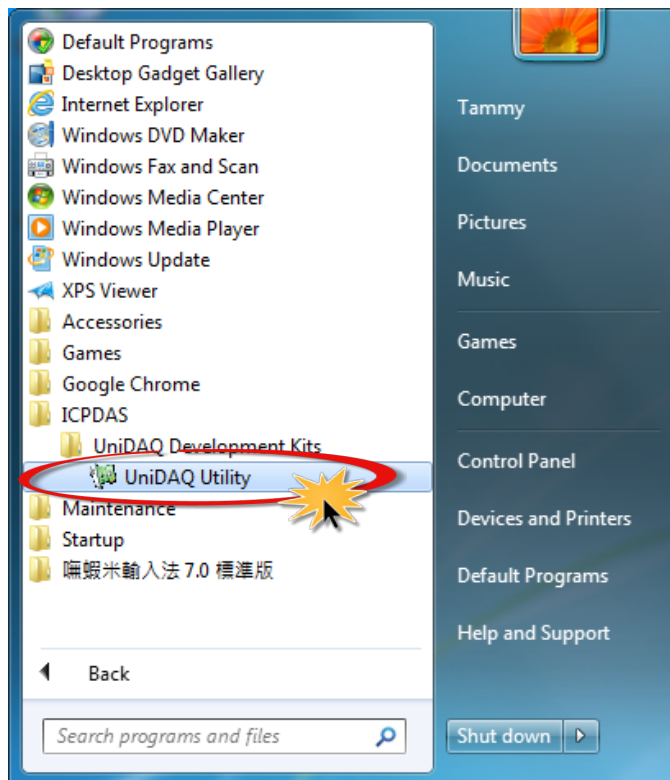 Default Programs
Desktop Gadget Gallery
Internet Explorer
Windows DVD Maker
Windows Fax and Scan
Windows Media Center
Windows Media Player
Windows Update
XPS Viewer
Accessories
Games
Google Chrome
ICPDAS
UniDAQ Development Kits
UniDAQ Utility
Maintenance
Startup
嘸蝦米輸入法 7.0 標準版
Back
Search programs and files
Tammy
Documents
Pictures
Music
Games
Computer
Control Panel
Devices and Printers
Default Programs
Help and Support
Shut down